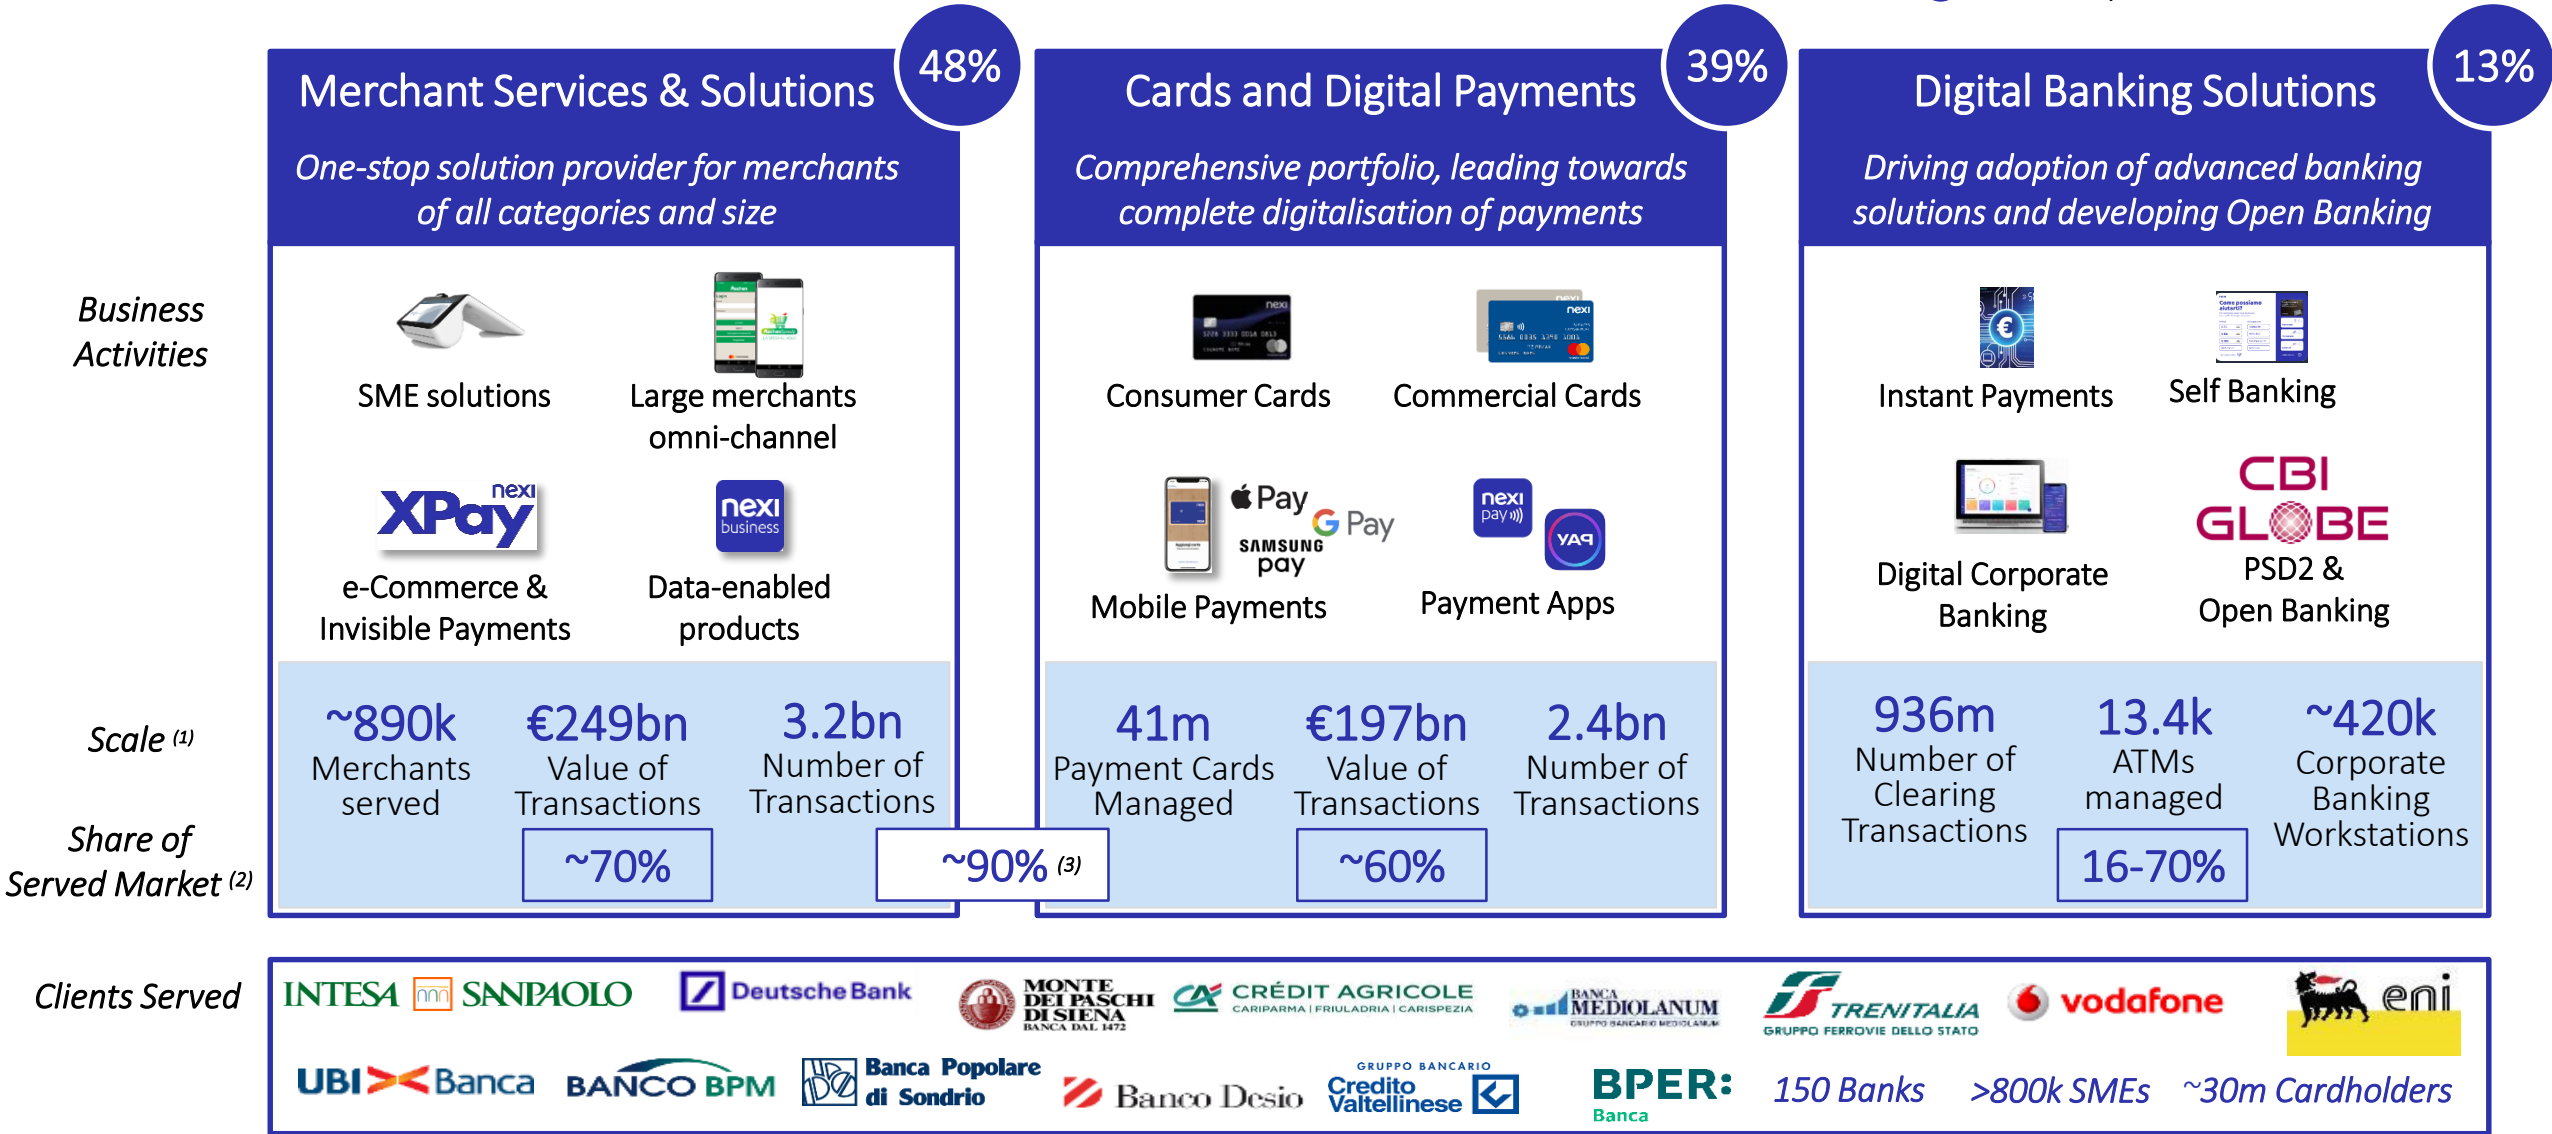 48%
39%
13%
Merchant Services & Solutions
Cards and Digital Payments
Digital Banking Solutions
One-stop solution provider for merchants
of all categories and size
Comprehensive portfolio, leading towards
complete digitalisation of payments
Driving adoption of advanced banking
solutions and developing Open Banking
Business
Activities
SME solutions
Large merchants
omni-channel
nexi
XPay
nexi
business
e-Commerce &
Invisible Payments
Data-enabled
products
nexi
nexi
Consumer Cards
Commercial Cards
Pay
G Pay
SAMSUNG
pay
nexi
pay
YAP
Mobile Payments
Payment Apps
Come possiamo
aiutarti?
Instant Payments
Self Banking
CBI
GLOBE
Digital Corporate
Banking
PSD2 &
Open Banking
Scale (1)
~890k
Merchants
served
€249bn
Value of
Transactions
3.2bn
Number of
Transactions
41m
Payment Cards
Managed
€197bn
Value of
Transactions
2.4bn
Number of
Transactions
936m
Number of
Clearing
Transactions
13.4k
ATMs
managed
~420k
Corporate
Banking
Workstations
Share of
Served Market (2)
~70%
~90% (3)
~60%
16-70%
Clients Served
INTESA SANPAOLO
Deutsche Bank
MONTE
DEI PASCHI
DI SIENA
BANCA DAL 1472
CRÉDIT AGRICOLE
CARIPARMA | FRIULADRIA | CARISPEZIA
BANCA
MEDIOLANUM
GRUPPO BANCARIO MEDIOLANUM
TRENITALIA
GRUPPO FERROVIE DELLO STATO
vodafone
eni
UBI Banca
BANCO BPM
Banca Popolare
di Sondrio
Banco Desio
GRUPPO BANCARIO
Credito
Valtellinese
BPER:
Banca
150 Banks
>800k SMEs
~30m Cardholders